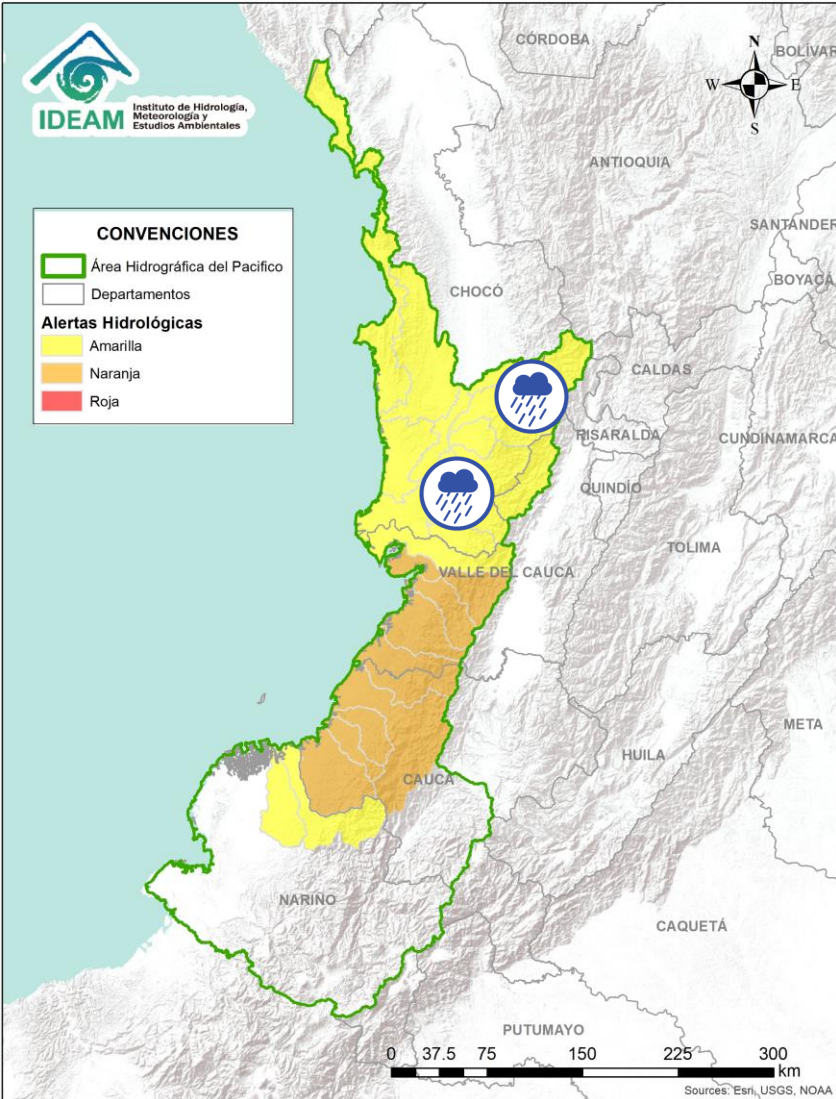 CÓRDOBA
BOLÍVAR
N
W
E
S
IDEAM
Instituto de Hidrología,
Meteorología y
Estudios Ambientales
ANTIOQUIA
SANTANDER
CONVENCIONES
Área Hidrográfica del Pacifico
Departamentos
Alertas Hidrológicas
Amarilla
Naranja
Roja
BOYACÁ
CHOCÓ
CALDAS
RISARALDA
CUNDINAMARCA
QUINDÍO
TOLIMA
VALLE DEL CAUCA
META
HUILA
CAUCA
NARIÑO
CAQUETÁ
PUTUMAYO
0 37.5 75 150 225 300
km
Sources: Esri, USGS, NOAA